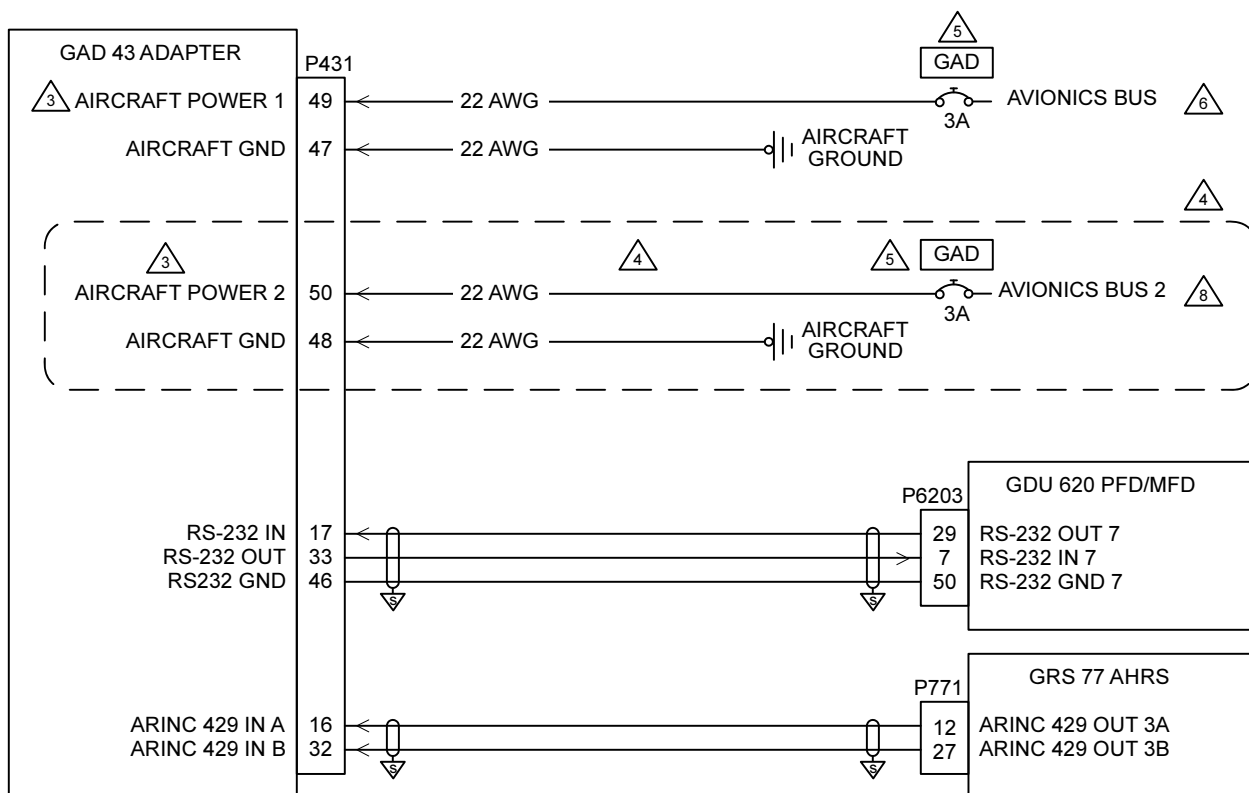 GAD 43 ADAPTER
P431
5
GAD
3 AIRCRAFT POWER 1 49 22 AWG 3A AVIONICS BUS 6
AIRCRAFT GND 47 22 AWG AIRCRAFT GROUND
4
3 4 5 GAD
AIRCRAFT POWER 2 50 22 AWG 3A AVIONICS BUS 2 8
AIRCRAFT GND 48 22 AWG AIRCRAFT GROUND
GDU 620 PFD/MFD
P6203
RS-232 IN 17 29 RS-232 OUT 7
RS-232 OUT 33 7 RS-232 IN 7
RS232 GND 46 50 RS-232 GND 7
S S
GRS 77 AHRS
P771
ARINC 429 IN A 16 12 ARINC 429 OUT 3A
ARINC 429 IN B 32 27 ARINC 429 OUT 3B
S S